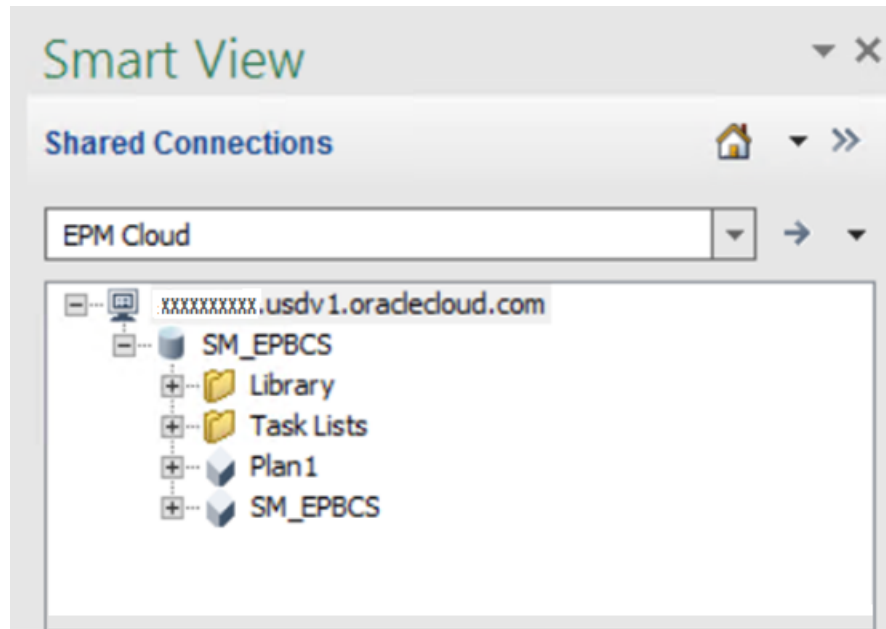 Smart View
Shared Connections
EPM Cloud
xxxxxxxxxx.usdv1.oraclecloud.com
SM_EPBCS
Library
Task Lists
Plan1
SM_EPBCS